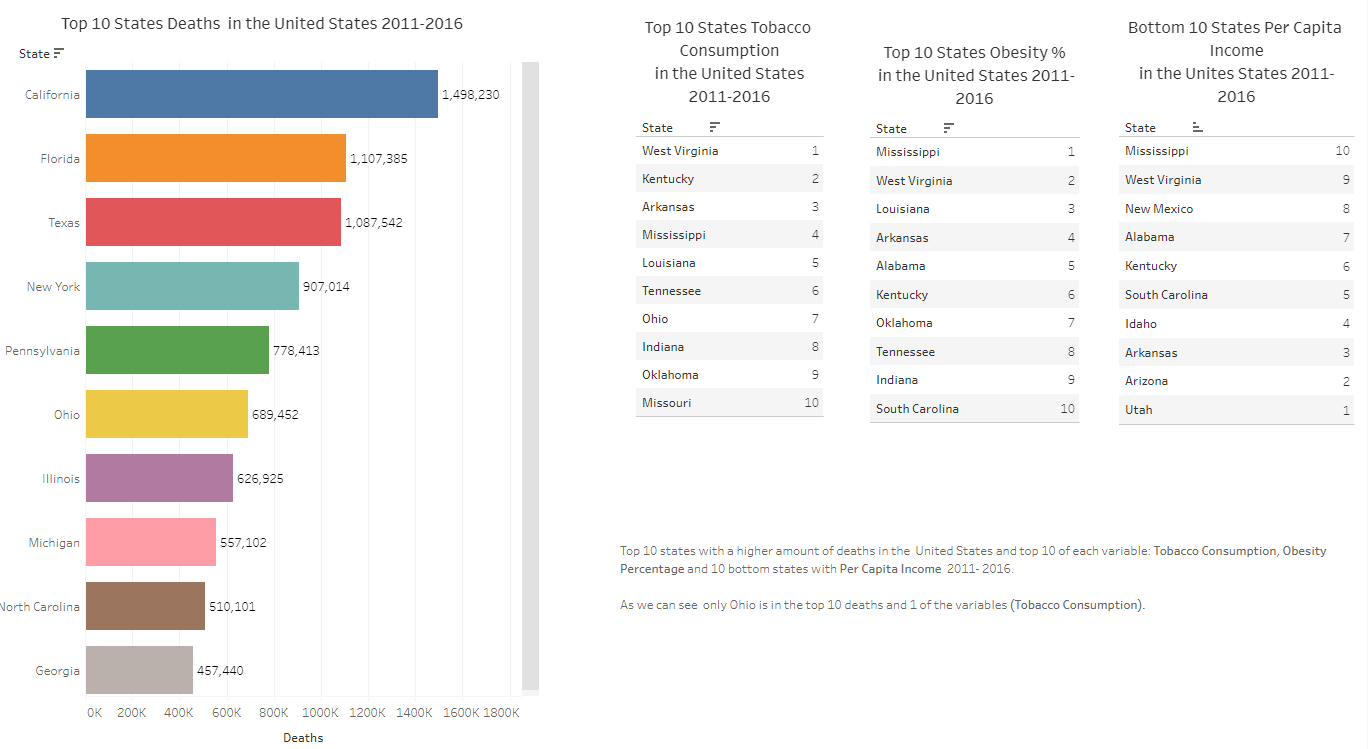 Top 10 States Deaths in the United States 2011-2016
State
California 1,498,230
Florida 1,107,385
Texas 1,087,542
New York 907,014
Pennsylvania 778,413
Ohio 689,452
Illinois 626,925
Michigan 557,102
North Carolina 510,101
Georgia 457,440
0K 200K 400K 600K 800K 1000K 1200K 1400K 1600K 1800K
Deaths
Top 10 States Tobacco
Consumption
in the United States
2011-2016
State
West Virginia 1
Kentucky 2
Arkansas 3
Mississippi 4
Louisiana 5
Tennessee 6
Ohio 7
Indiana 8
Oklahoma 9
Missouri 10
Top 10 States Obesity %
in the United States 2011-
2016
State
Mississippi 1
West Virginia 2
Louisiana 3
Arkansas 4
Alabama 5
Kentucky 6
Oklahoma 7
Tennessee 8
Indiana 9
South Carolina 10
Bottom 10 States Per Capita
Income
in the Unites States 2011-
2016
State
Mississippi 10
West Virginia 9
New Mexico 8
Alabama 7
Kentucky 6
South Carolina 5
Idaho 4
Arkansas 3
Arizona 2
Utah 1
Top 10 states with a higher amount of deaths in the United States and top 10 of each variable: Tobacco Consumption, Obesity
Percentage and 10 bottom states with Per Capita Income 2011- 2016.
As we can see only Ohio is in the top 10 deaths and 1 of the variables (Tobacco Consumption).